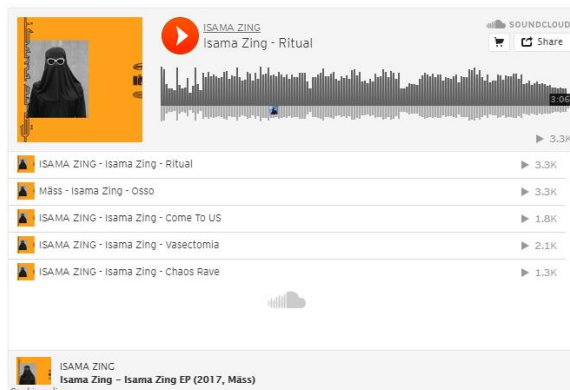 ISAMA ZING
Isama Zing - Ritual
SOUNDCLOUD
Share
3:06
3.3K
ISAMA ZING - Isama Zing - Ritual 3.3K
Mäss - Isama Zing - Osso 3.3K
ISAMA ZING - Isama Zing - Come To US 1.8K
ISAMA ZING - Isama Zing - Vasectomia 2.1K
ISAMA ZING - Isama Zing - Chaos Rave 1.3K
ISAMA ZING
Isama Zing – Isama Zing EP (2017, Mäss)